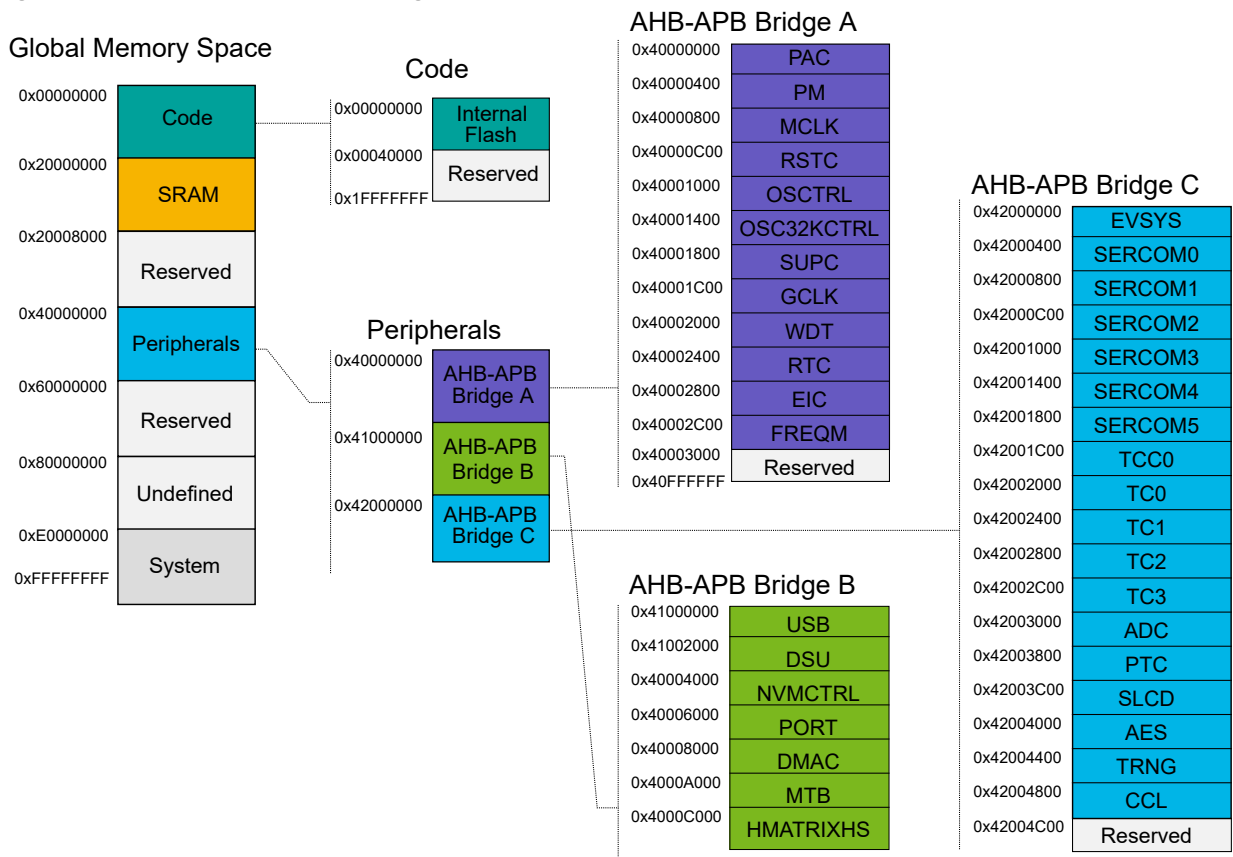 Global Memory Space
0x00000000
Code
0x20000000
SRAM
0x20008000
Reserved
0x40000000
Peripherals
0x60000000
Reserved
0x80000000
Undefined
0xE0000000
System
0xFFFFFFFF
Code
0x00000000
Internal
Flash
0x00040000
Reserved
0x1FFFFFFF
Peripherals
0x40000000
AHB-APB
Bridge A
0x41000000
AHB-APB
Bridge B
0x42000000
AHB-APB
Bridge C
AHB-APB Bridge A
0x40000000
PAC
0x40000400
PM
0x40000800
MCLK
0x40000C00
RSTC
0x40001000
OSCTRL
0x40001400
OSC32KCTRL
0x40001800
SUPC
0x40001C00
GCLK
0x40002000
WDT
0x40002400
RTC
0x40002800
EIC
0x40002C00
FREQM
0x40003000
Reserved
0x40FFFFFF
AHB-APB Bridge B
0x41000000
USB
0x41002000
DSU
0x40004000
NVMCTRL
0x40006000
PORT
0x40008000
DMAC
0x4000A000
MTB
0x4000C000
HMATRIXHS
AHB-APB Bridge C
0x42000000
EVSYS
0x42000400
SERCOM0
0x42000800
SERCOM1
0x42000C00
SERCOM2
0x42001000
SERCOM3
0x42001400
SERCOM4
0x42001800
SERCOM5
0x42001C00
TCC0
0x42002000
TC0
0x42002400
TC1
0x42002800
TC2
0x42002C00
TC3
0x42003000
ADC
0x42003800
PTC
0x42003C00
SLCD
0x42004000
AES
0x42004400
TRNG
0x42004800
CCL
0x42004C00
Reserved